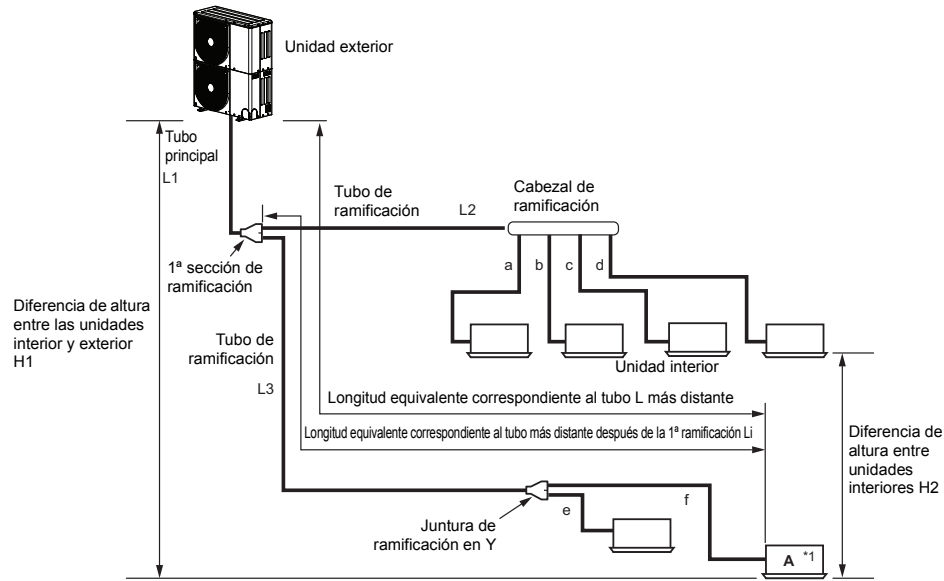 Unidad exterior
Tubo
principal
L1
Tubo de
ramificación
L2
Cabezal de
ramificación
a
b
c
d
1ª sección de
ramificación
Diferencia de altura
entre las unidades
interior y exterior
H1
Tubo de
ramificación
L3
Unidad interior
Longitud equivalente correspondiente al tubo L más distante
Longitud equivalente correspondiente al tubo más distante después de la 1ª ramificación Li
Diferencia de
altura entre
unidades
interiores H2
Juntura de
ramificación en Y
e
f
A *1